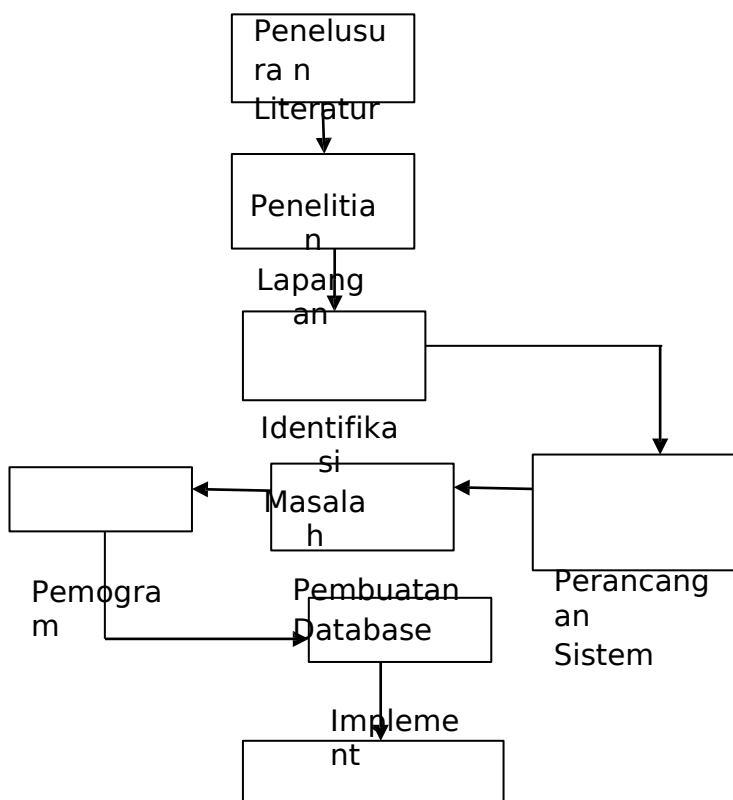 Penelusu
ra n
Literatur
Penelitia
n
Lapang
an
Identifika
si
Masala
h
Pemogra
m
Pembuatan
Database
Perancang
an
Sistem
Impleme
nt